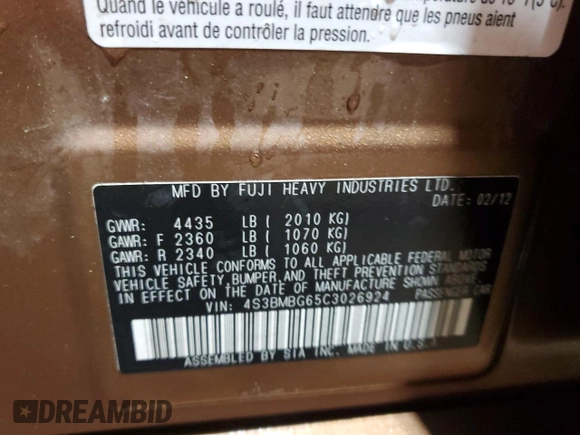 Quand le véhicule a roulé, il faut attendre que les pneus aient
refroidi avant de contrôler la pression.
MFD BY FUJI HEAVY INDUSTRIES LTD.
DATE: 02/12
GVWR: 4435 LB ( 2010 KG)
GAWR: F 2360 LB ( 1070 KG)
GAWR: R 2340 LB ( 1060 KG)
THIS VEHICLE CONFORMS TO ALL APPLICABLE FEDERAL MOTOR
VEHICLE SAFETY, BUMPER, AND THEFT PREVENTION STANDARDS
IN EFFECT ON THE DATE OF MANUFACTURE SHOWN ABOVE.
VIN: 4S3BMBG65C3026924 PASSENGER CAR
ASSEMBLED BY SIA INC. MADE IN U.S.A.
DREAMBID